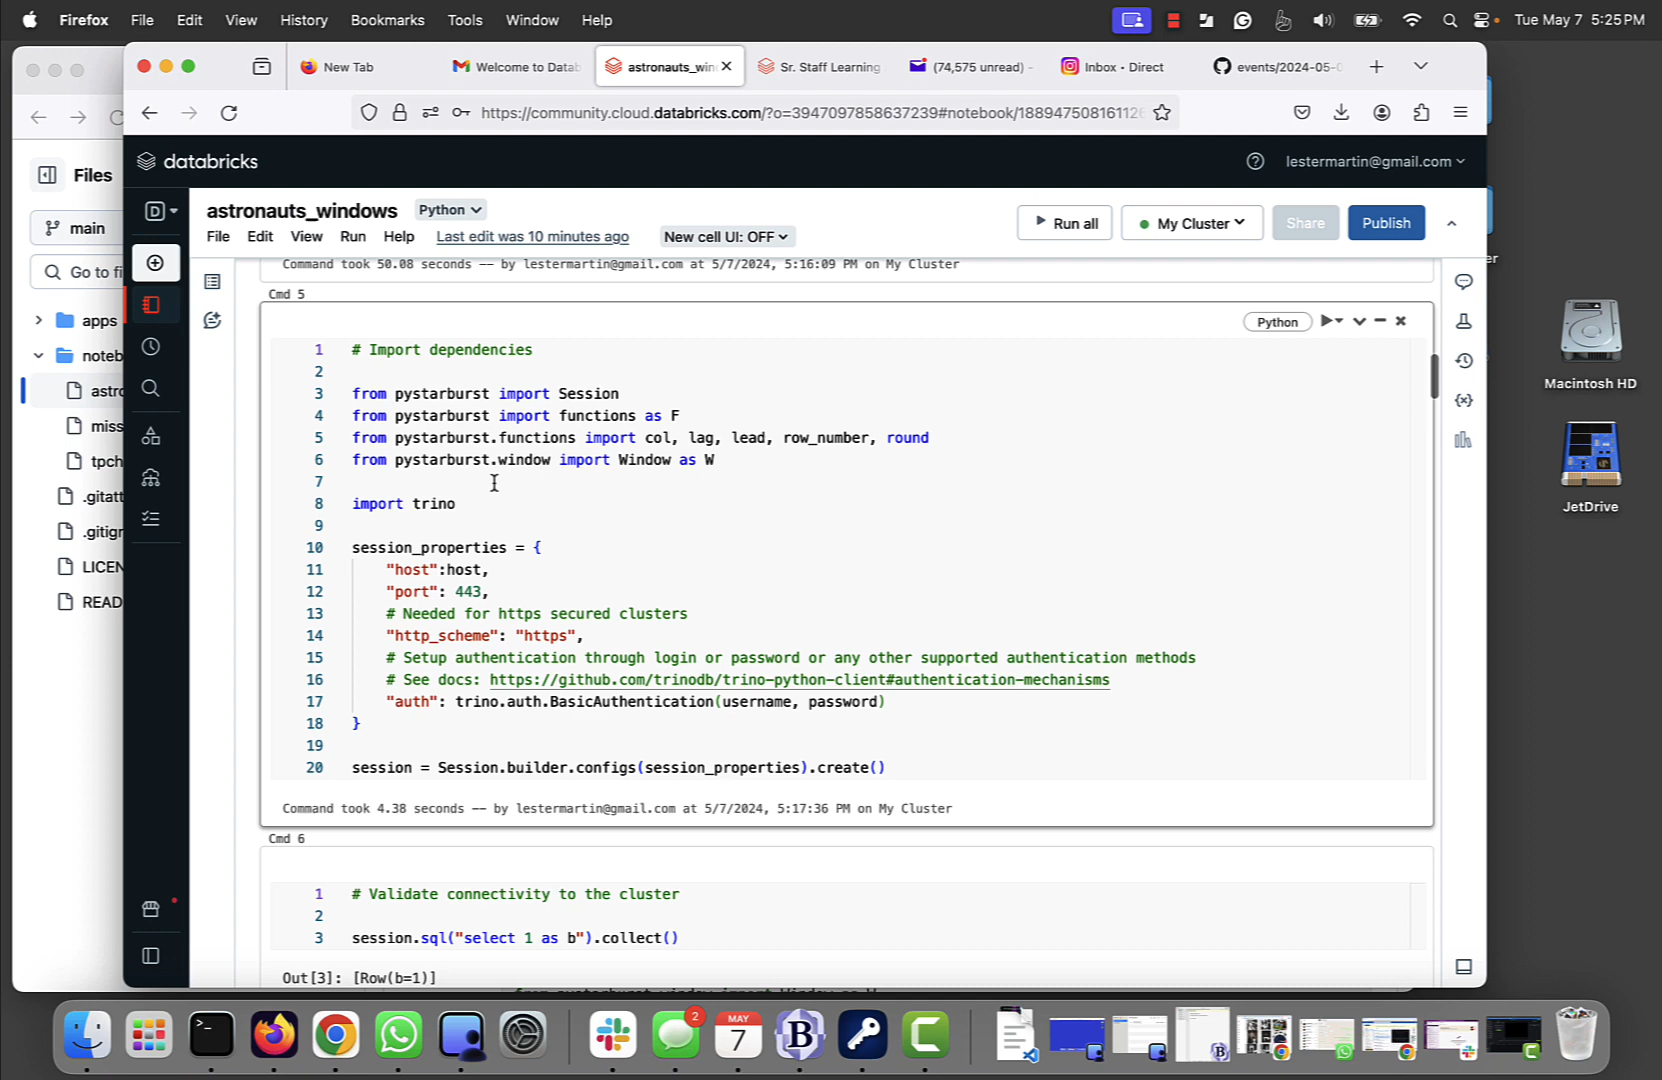 Firefox File Edit View History Bookmarks Tools Window Help
Tue May 7 5:25 PM
New Tab
Welcome to Datab
astronauts_win
Sr. Staff Learning
(74,575 unread) -
Inbox • Direct
events/2024-05-0
https://community.cloud.databricks.com/?o=3947097858637239#notebook/188947508161126
databricks
lestermartin@gmail.com
Files
main
Go to fi
apps
noteb
astro
miss
tpch
.gitatt
.gitigr
LICEN
READ
astronauts_windows Python
File Edit View Run Help Last edit was 10 minutes ago New cell UI: OFF
Run all
My Cluster
Share
Publish
Command took 50.08 seconds -- by lestermartin@gmail.com at 5/7/2024, 5:16:09 PM on My Cluster
Cmd 5
Python
1 # Import dependencies
2
3 from pystarburst import Session
4 from pystarburst import functions as F
5 from pystarburst.functions import col, lag, lead, row_number, round
6 from pystarburst.window import Window as W
7
8 import trino
9
10 session_properties = {
11 "host":host,
12 "port": 443,
13 # Needed for https secured clusters
14 "http_scheme": "https",
15 # Setup authentication through login or password or any other supported authentication methods
16 # See docs: https://github.com/trinodb/trino-python-client#authentication-mechanisms
17 "auth": trino.auth.BasicAuthentication(username, password)
18 }
19
20 session = Session.builder.configs(session_properties).create()
Command took 4.38 seconds -- by lestermartin@gmail.com at 5/7/2024, 5:17:36 PM on My Cluster
Cmd 6
1 # Validate connectivity to the cluster
2
3 session.sql("select 1 as b").collect()
Out[3]: [Row(b=1)]
er
Macintosh HD
JetDrive
2
MAY
7